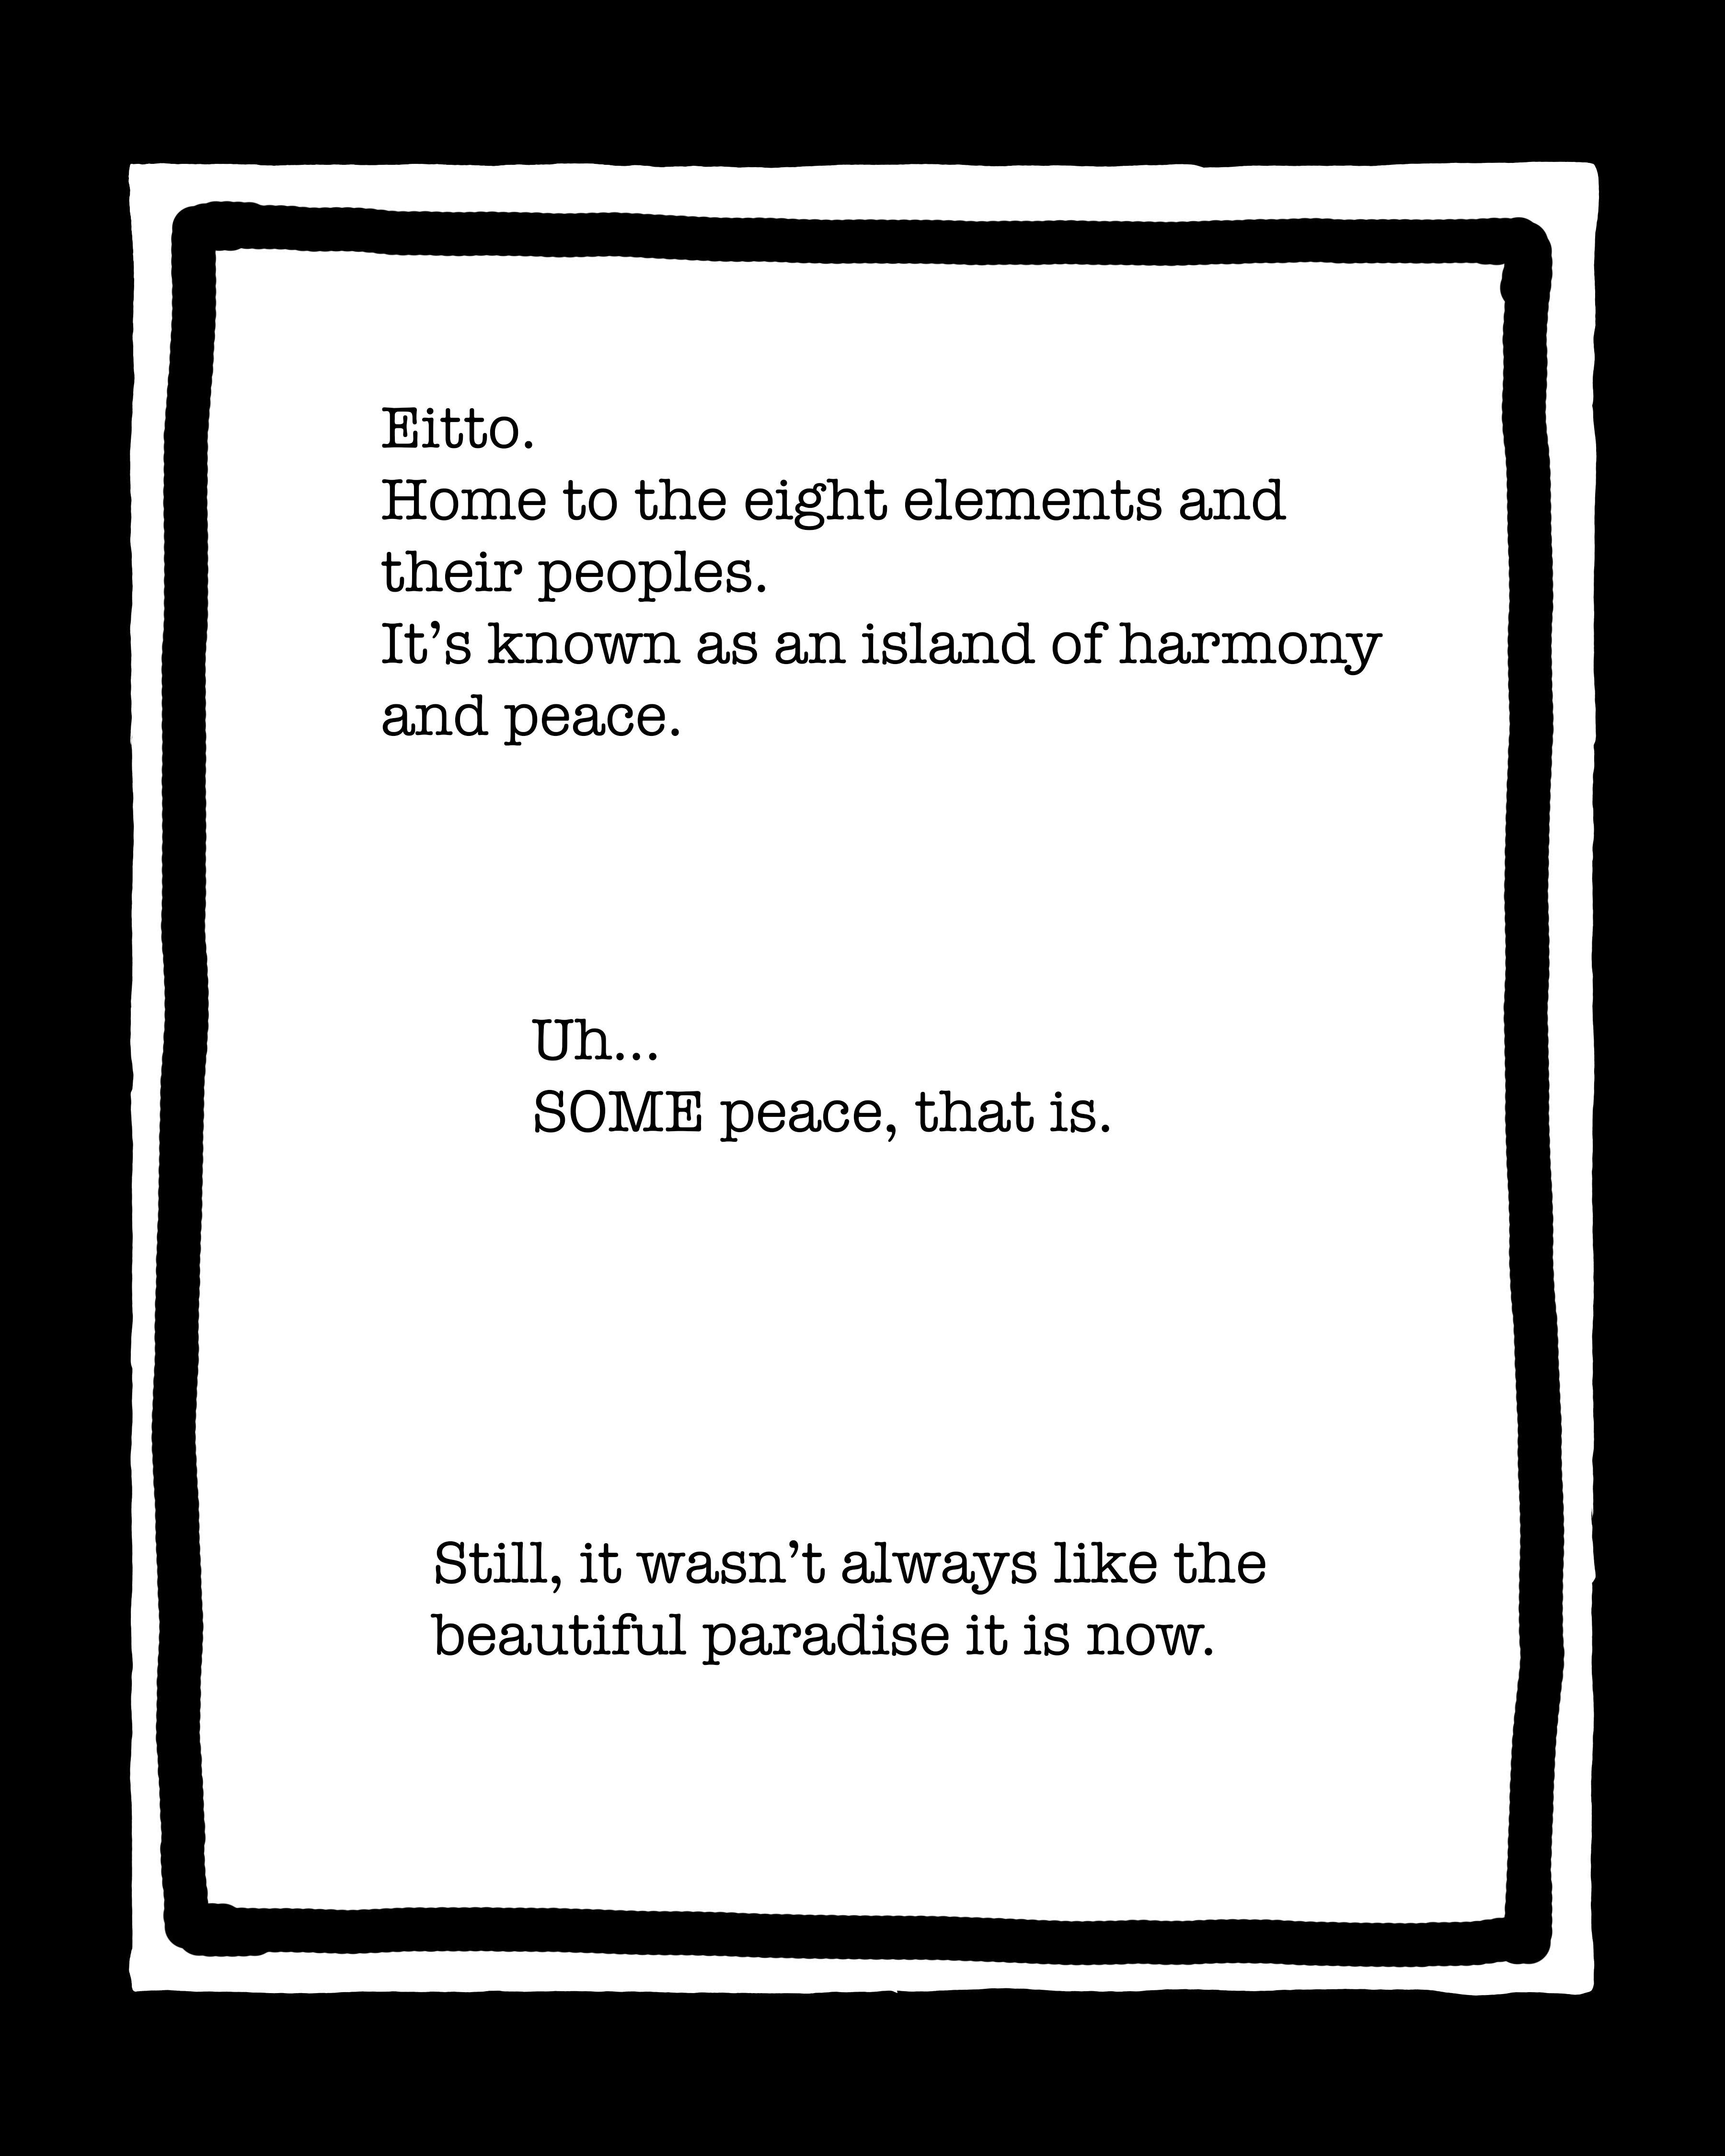 Eitto.
Home to the eight elements and
their peoples.
It’s known as an island of harmony
and peace.
Uh...
SOME peace, that is.
Still, it wasn’t always like the
beautiful paradise it is now.